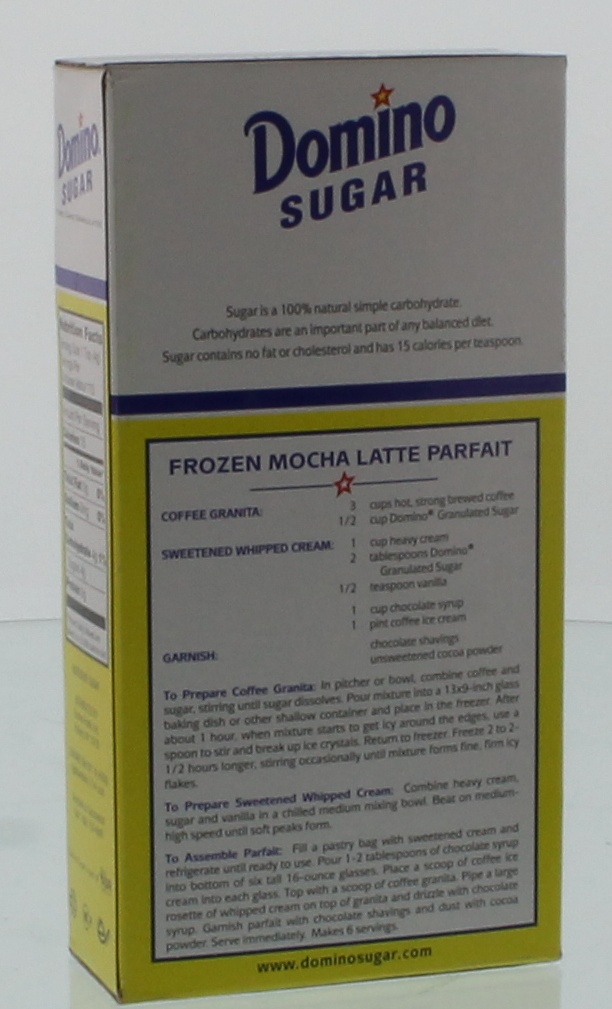 Domino
SUGAR
Sugar is a 100% natural simple carbohydrate.
Carbohydrates are an important part of any balanced diet.
Sugar contains no fat or cholesterol and has 15 calories per teaspoon.
FROZEN MOCHA LATTE PARFAIT
COFFEE GRANITA: 3 cups hot, strong brewed coffee
1/2 cup Domino® Granulated Sugar
SWEETENED WHIPPED CREAM: 1 cup heavy cream
2 tablespoons Domino®
Granulated Sugar
1/2 teaspoon vanilla
1 cup chocolate syrup
1 pint coffee ice cream
GARNISH: chocolate shavings
unsweetened cocoa powder
To Prepare Coffee Granita: In pitcher or bowl, combine coffee and
sugar, stirring until sugar dissolves. Pour mixture into a 13x9-inch glass
baking dish or other shallow container and place in the freezer. After
about 1 hour, when mixture starts to get icy around the edges, use a
spoon to stir and break up ice crystals. Return to freezer. Freeze 2 to 2-
1/2 hours longer, stirring occasionally until mixture forms fine, firm icy
flakes.
To Prepare Sweetened Whipped Cream: Combine heavy cream,
sugar and vanilla in a chilled medium mixing bowl. Beat on medium-
high speed until soft peaks form.
To Assemble Parfait: Fill a pastry bag with sweetened cream and
refrigerate until ready to use. Pour 1-2 tablespoons of chocolate syrup
into bottom of six tall 16-ounce glasses. Place a scoop of coffee ice
cream into each glass. Top with a scoop of coffee granita. Pipe a large
rosette of whipped cream on top of granita and drizzle with chocolate
syrup. Garnish parfait with chocolate shavings and dust with cocoa
powder. Serve immediately. Makes 6 servings.
www.dominosugar.com
Domino
SUGAR
Nutrition Facts